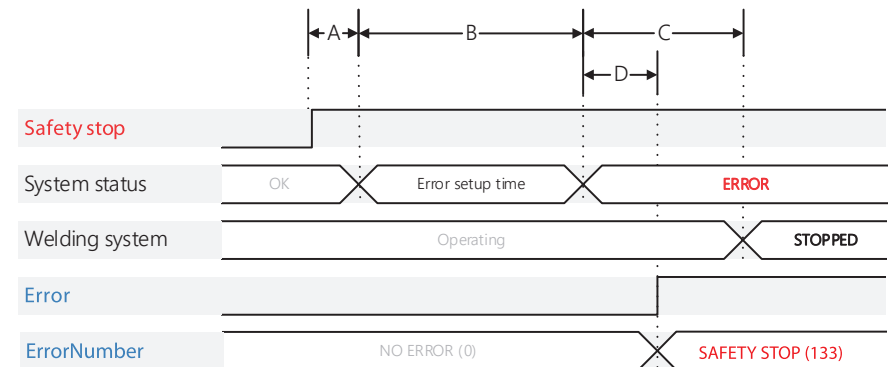 A B C
D
Safety stop
System status OK Error setup time ERROR
Welding system Operating STOPPED
Error
ErrorNumber NO ERROR (0) SAFETY STOP (133)